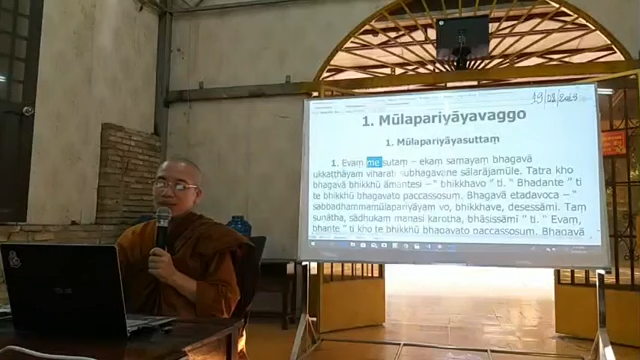 19/08/2023
1. Mūlapariyāyavaggo
1. Mūlapariyāyasuttaṃ
1. Evaṃ me sutaṃ – ekaṃ samayaṃ bhagavā
ukkaṭṭhāyaṃ viharati subhagavane sālarājamūle. Tatra kho
bhagavā bhikkhū āmantesi – “ bhikkhavo ” ti. “ Bhadante ” ti
te bhikkhū bhagavato paccassosuṃ. Bhagavā etadavoca – “
sabbadhammamūlapariyāyaṃ vo, bhikkhave, desessāmi. Taṃ
suṇātha, sādhukaṃ manasi karotha, bhāsissāmī ” ti. “ Evaṃ,
bhante ” ti kho te bhikkhū bhagavato paccassosuṃ. Bhagavā